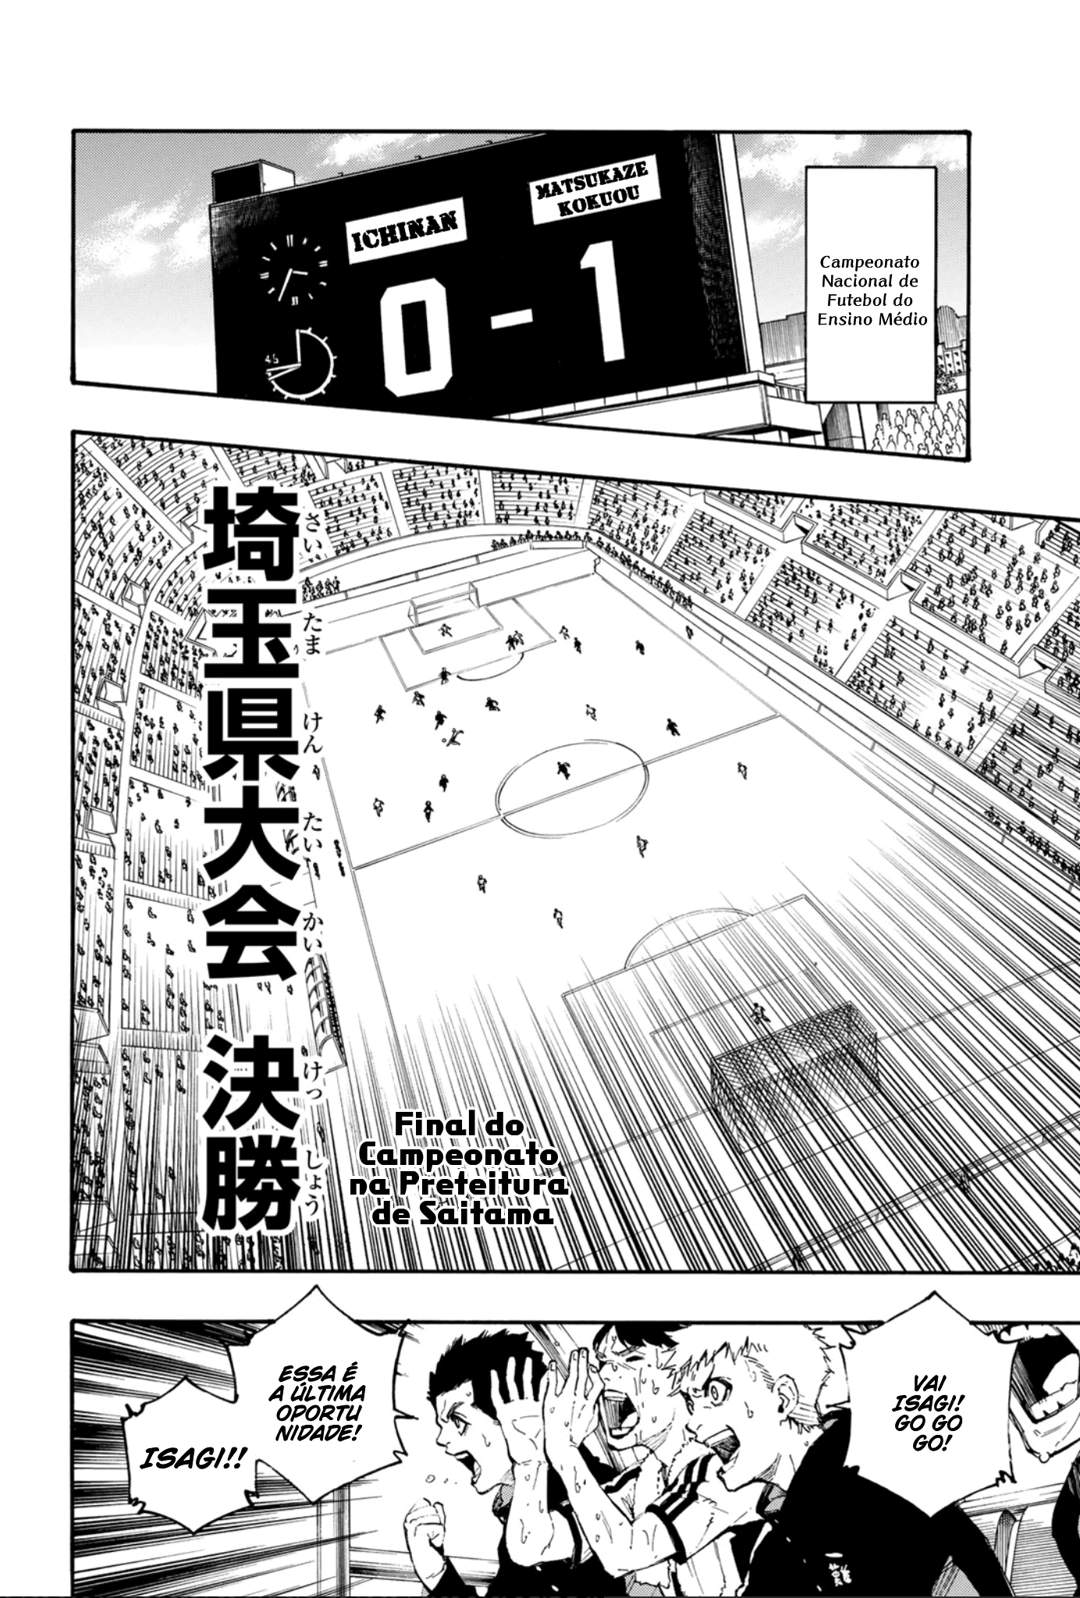 ICHINAN
MATSUKAZE
KOKUOU
0 - 1
45
Campeonato
Nacional de
Futebol do
Ensino Médio
埼玉県大会 決勝
さい たま けん たい かい けっ しょう
Final do
Campeonato
na Preteitura
de Saitama
VAI
ISAGI!
GO GO
GO!
ESSA É
A ÚLTIMA
OPORTU
NIDADE!
ISAGI!!